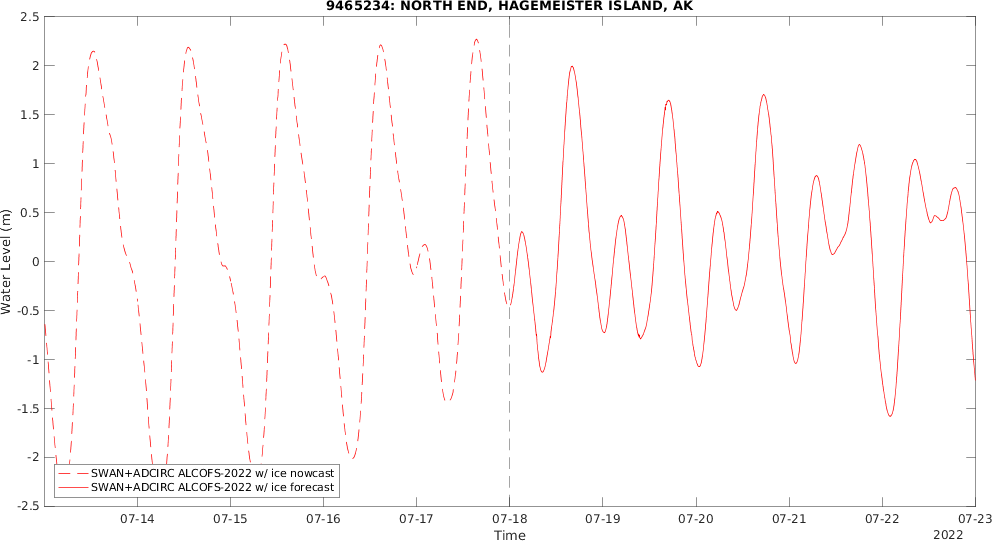 9465234: NORTH END, HAGEMEISTER ISLAND, AK
2.5
2
1.5
1
0.5
0
-0.5
-1
-1.5
-2
-2.5
Water Level (m)
SWAN+ADCIRC ALCOFS-2022 w/ ice nowcast
SWAN+ADCIRC ALCOFS-2022 w/ ice forecast
07-14 07-15 07-16 07-17 07-18 07-19 07-20 07-21 07-22 07-23
Time
2022